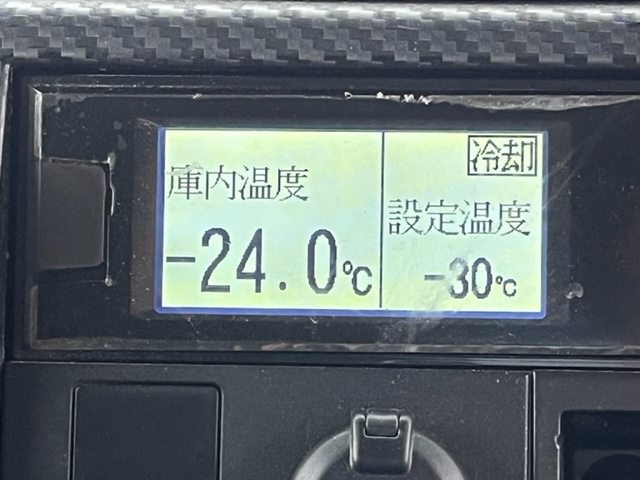 庫内温度
-24.0℃
冷却
設定温度
-30℃